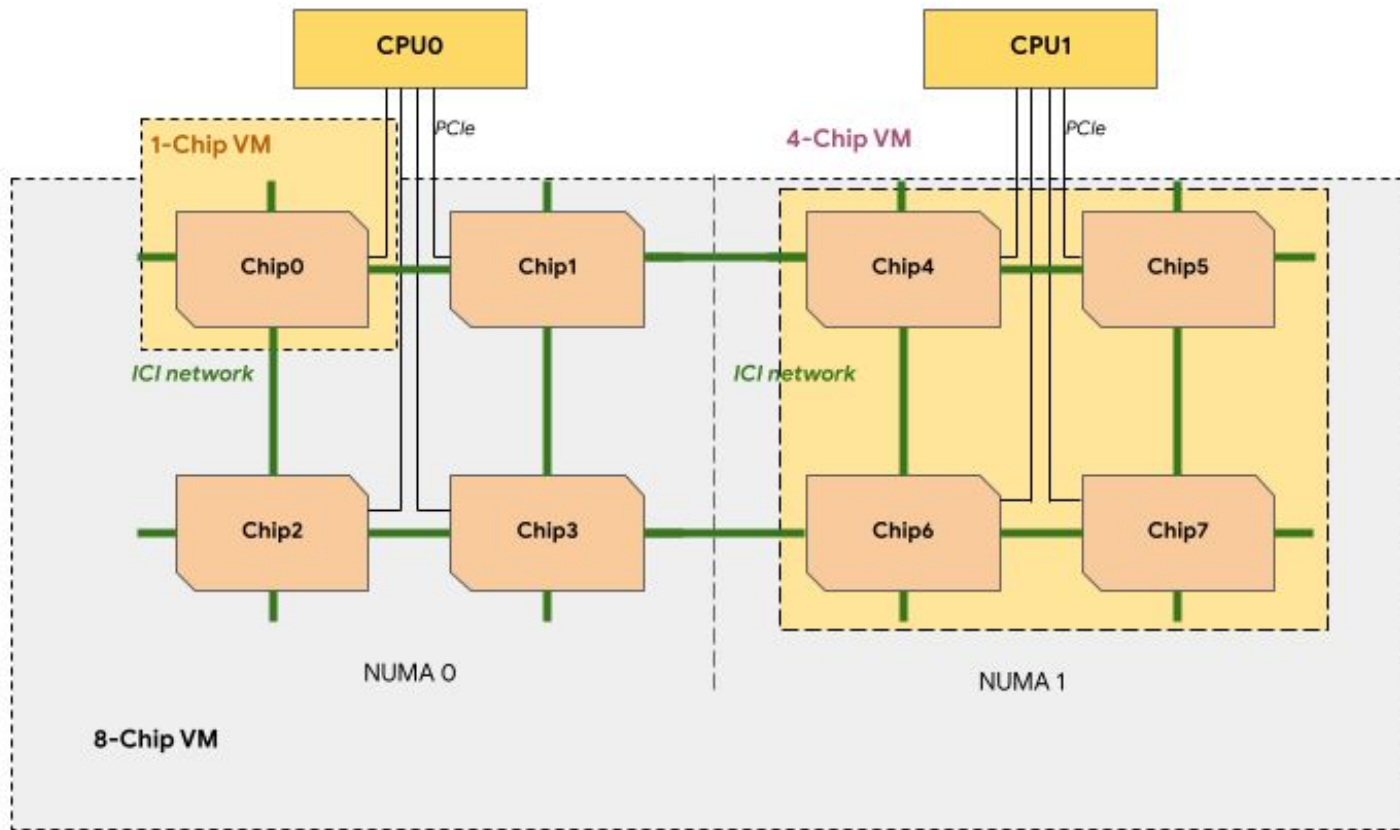 CPU0
CPU1
PCIe
PCIe
1-Chip VM
4-Chip VM
Chip0
Chip1
Chip4
Chip5
ICI network
ICI network
Chip2
Chip3
Chip6
Chip7
NUMA 0
NUMA 1
8-Chip VM